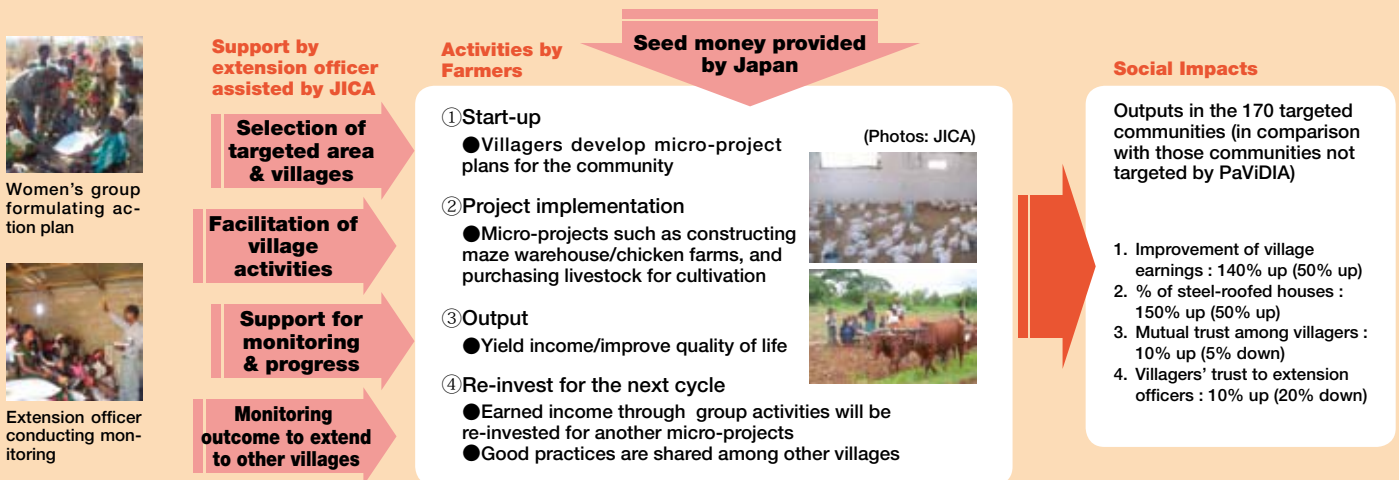 Women's group
formulating ac-
tion plan
Extension officer
conducting mon-
itoring
Support by
extension officer
assisted by JICA
Selection of
targeted area
& villages
Facilitation of
village
activities
Support for
monitoring
& progress
Monitoring
outcome to extend
to other villages
Activities by
Farmers
Seed money provided
by Japan
①Start-up
●Villagers develop micro-project
plans for the community
(Photos: JICA)
②Project implementation
●Micro-projects such as constructing
maze warehouse/chicken farms, and
purchasing livestock for cultivation
③Output
●Yield income/improve quality of life
④Re-invest for the next cycle
●Earned income through group activities will be
re-invested for another micro-projects
●Good practices are shared among other villages
Social Impacts
Outputs in the 170 targeted
communities (in comparison
with those communities not
targeted by PaViDIA)
1. Improvement of village
earnings : 140% up (50% up)
2. % of steel-roofed houses :
150% up (50% up)
3. Mutual trust among villagers :
10% up (5% down)
4. Villagers' trust to extension
officers : 10% up (20% down)